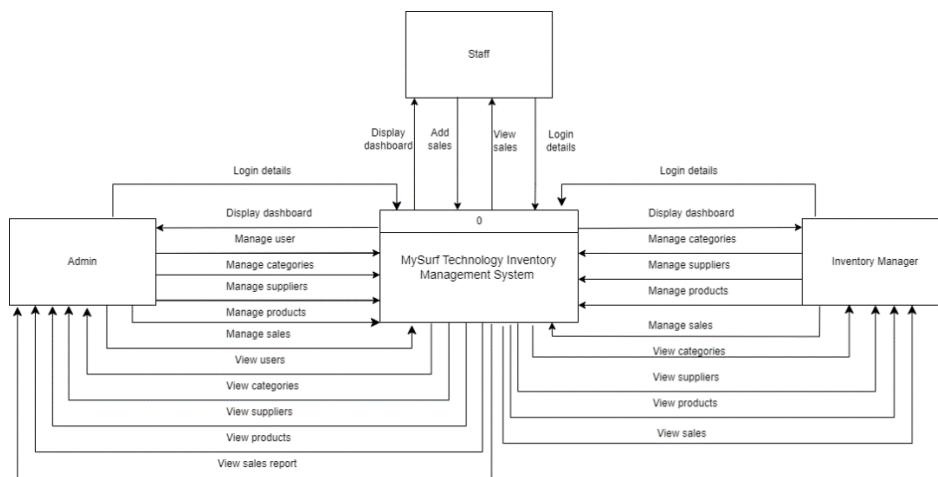 Staff
Display
dashboard
Add
sales
View
sales
Login
details
Login details
Login details
Display dashboard
0
Display dashboard
Manage user
Manage categories
Admin
MySurf Technology Inventory
Management System
Inventory Manager
Manage categories
Manage suppliers
Manage suppliers
Manage products
Manage products
Manage sales
Manage sales
View users
View categories
View categories
View suppliers
View suppliers
View products
View products
View sales
View sales report